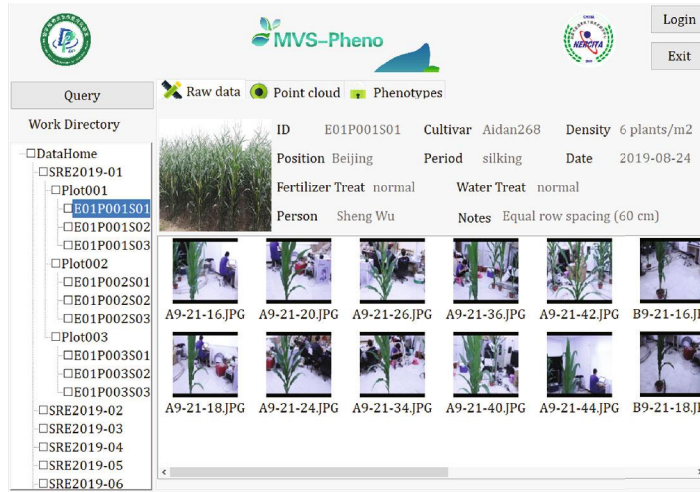 MVS-Pheno
NERCITA
Login
Exit
Query
Raw data
Point cloud
Phenotypes
Work Directory
DataHome
SRE2019-01
Plot001
E01P001S01
E01P001S02
E01P001S03
Plot002
E01P002S01
E01P002S02
E01P002S03
Plot003
E01P003S01
E01P003S02
E01P003S03
SRE2019-02
SRE2019-03
SRE2019-04
SRE2019-05
SRE2019-06
ID E01P001S01 Cultivar Aidan268 Density 6 plants/m2
Position Beijing Period silking Date 2019-08-24
Fertilizer Treat normal Water Treat normal
Person Sheng Wu Notes Equal row spacing (60 cm)
A9-21-16.JPG A9-21-20.JPG A9-21-26.JPG A9-21-36.JPG A9-21-42.JPG B9-21-16.JP
A9-21-18.JPG A9-21-24.JPG A9-21-34.JPG A9-21-40.JPG A9-21-44.JPG B9-21-18.JP